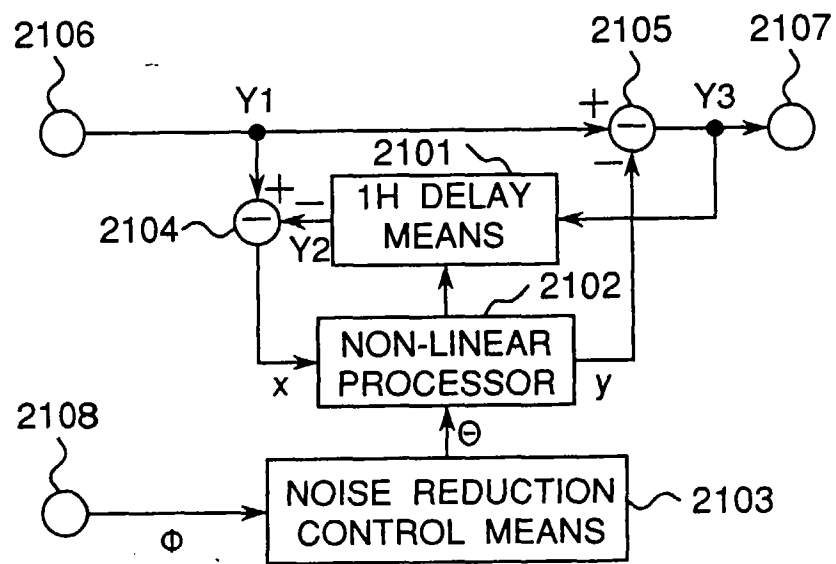 2106
2105
2107
Y1
+
−
Y3
2101
−
+
−
1H DELAY
MEANS
−
2104
Y2
2102
NON-LINEAR
PROCESSOR
x
y
2108
Θ
NOISE REDUCTION
CONTROL MEANS
2103
Φ